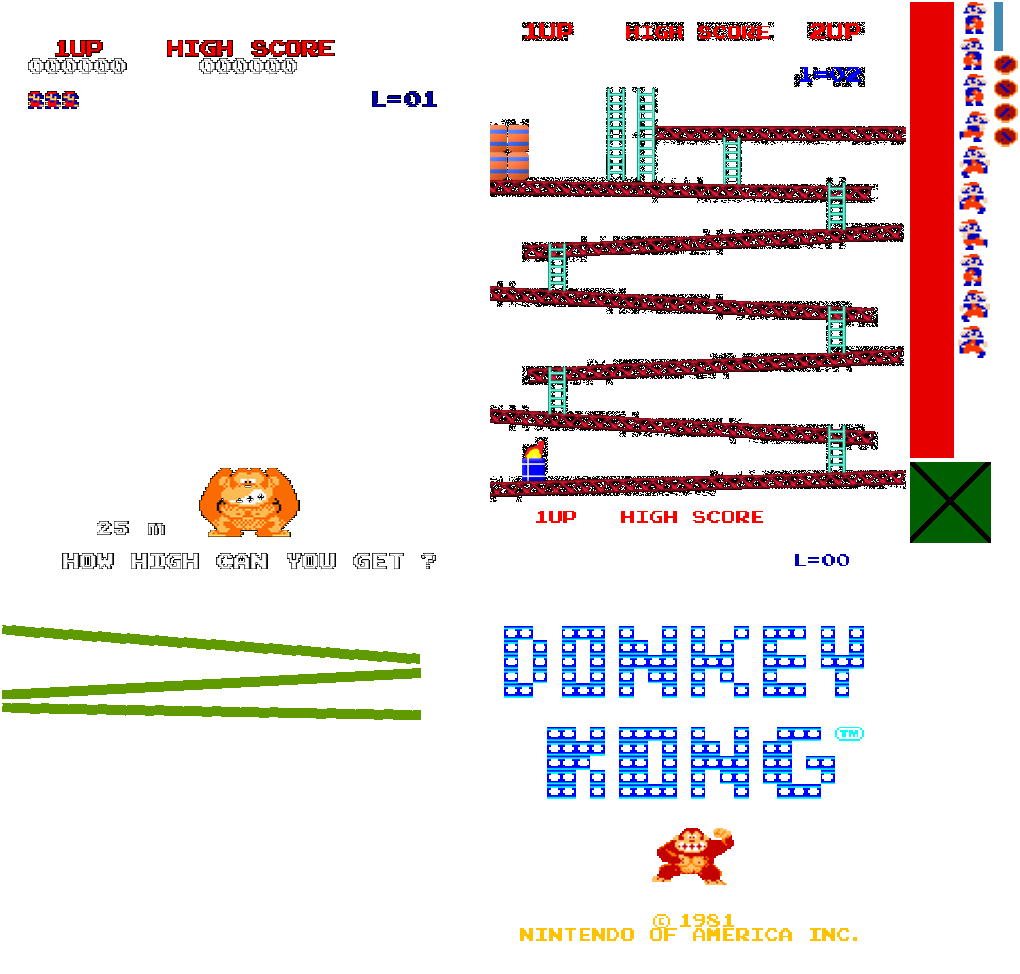 1UP HIGH SCORE
000000 000000
L=01
25 m
HOW HIGH CAN YOU GET ?
1UP HIGH SCORE 2UP
L=02
1UP HIGH SCORE
L=00
DONKEY
KONG TM
© 1981
NINTENDO OF AMERICA INC.